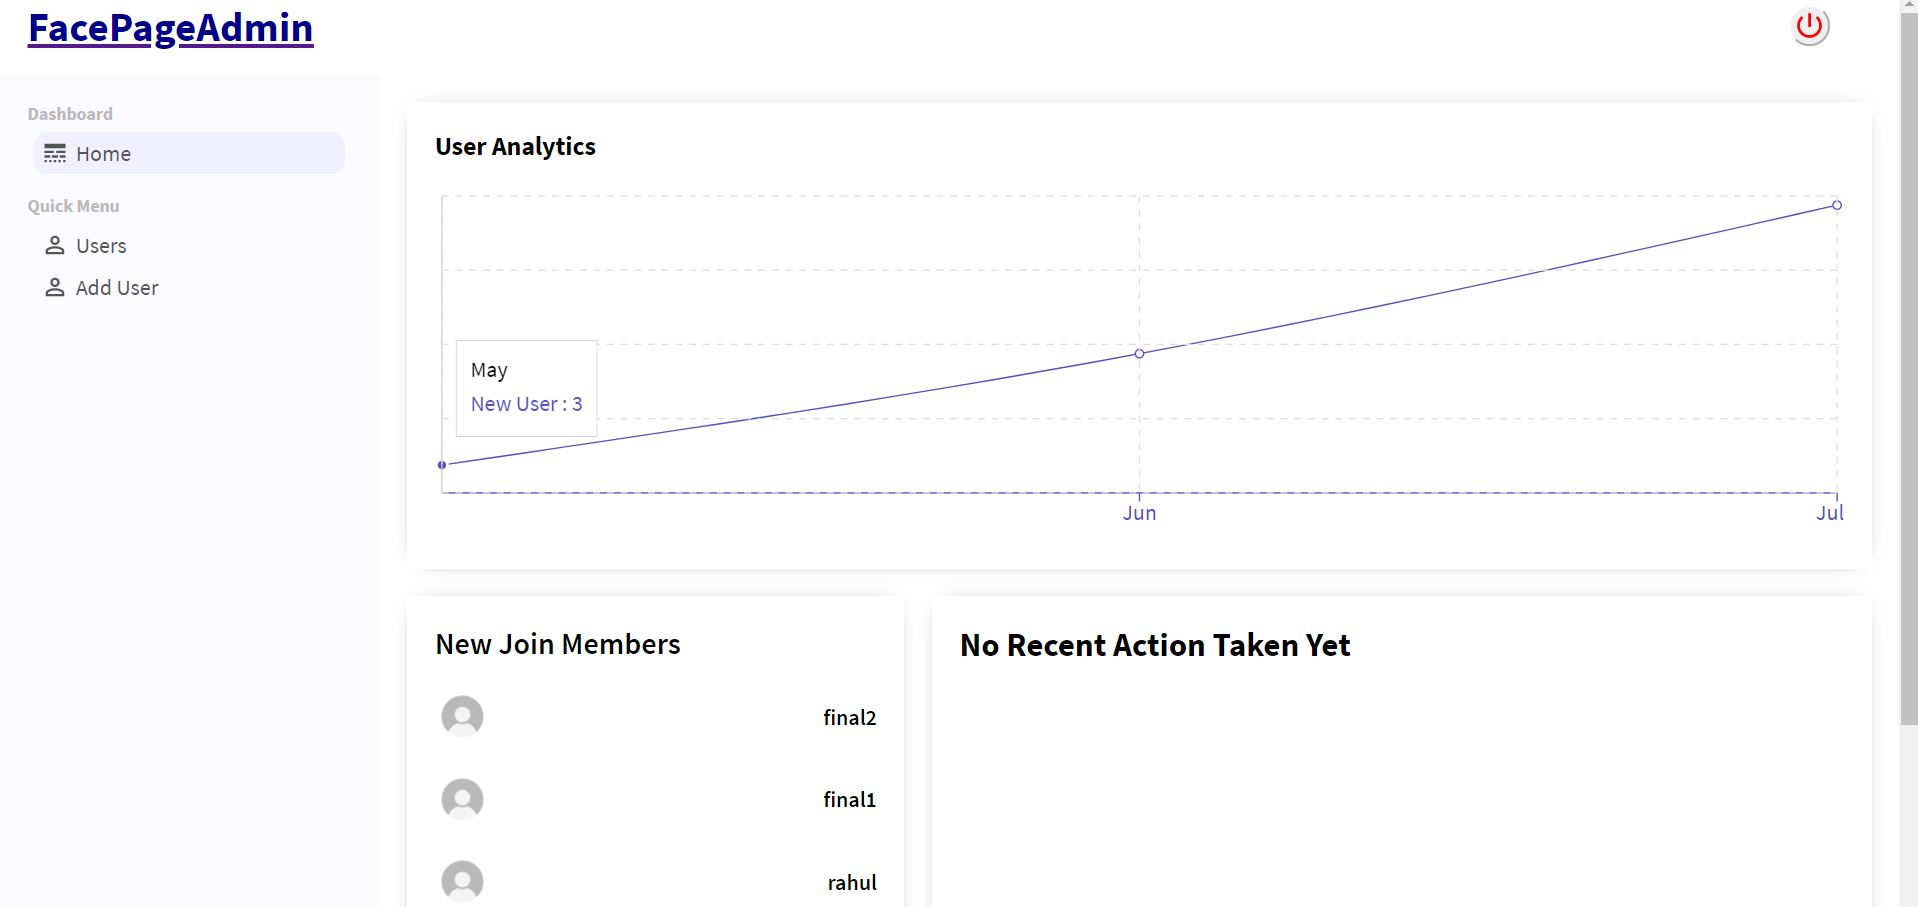 FacePageAdmin
Dashboard
Home
Quick Menu
Users
Add User
User Analytics
May
New User : 3
Jun
Jul
New Join Members
final2
final1
rahul
No Recent Action Taken Yet